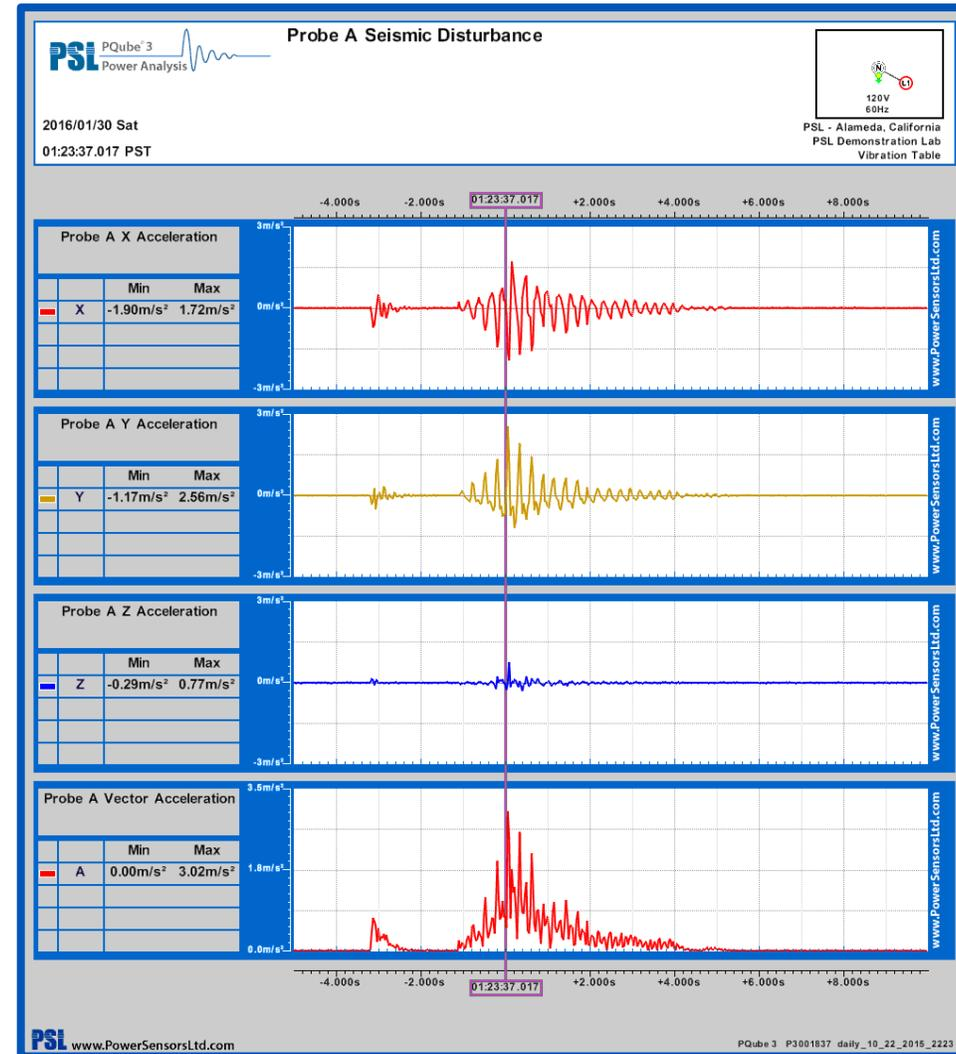 Probe A Seismic Disturbance
PSL PQube® 3
Power Analysis
N L1
120V
60Hz
2016/01/30 Sat
01:23:37.017 PST
PSL - Alameda, California
PSL Demonstration Lab
Vibration Table
-4.000s -2.000s 01:23:37.017 +2.000s +4.000s +6.000s +8.000s
Probe A X Acceleration
Min Max
X -1.90m/s² 1.72m/s²
3m/s²
0m/s²
-3m/s²
www.PowerSensorsLtd.com
Probe A Y Acceleration
Min Max
Y -1.17m/s² 2.56m/s²
3m/s²
0m/s²
-3m/s²
www.PowerSensorsLtd.com
Probe A Z Acceleration
Min Max
Z -0.29m/s² 0.77m/s²
3m/s²
0m/s²
-3m/s²
www.PowerSensorsLtd.com
Probe A Vector Acceleration
Min Max
A 0.00m/s² 3.02m/s²
3.5m/s²
1.8m/s²
0.0m/s²
www.PowerSensorsLtd.com
-4.000s -2.000s 01:23:37.017 +2.000s +4.000s +6.000s +8.000s
PSL www.PowerSensorsLtd.com
PQube 3 P3001837 daily_10_22_2015_2223